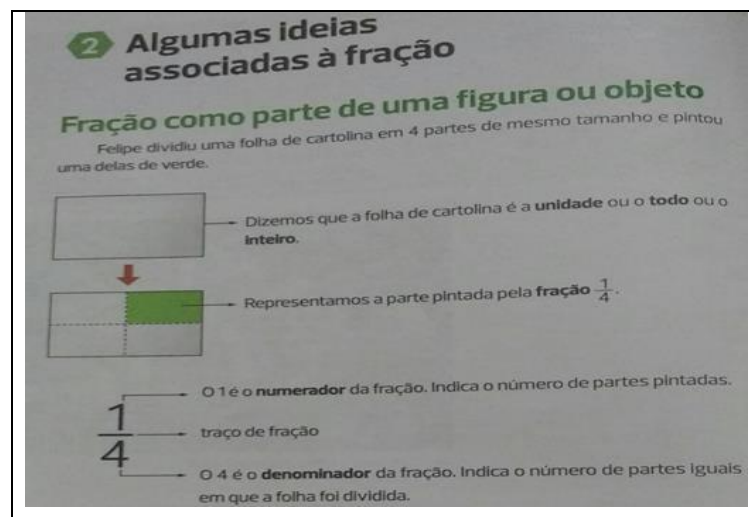 2 Algumas ideias
associadas à fração
Fração como parte de uma figura ou objeto
Felipe dividiu uma folha de cartolina em 4 partes de mesmo tamanho e pintou
uma delas de verde.
Dizemos que a folha de cartolina é a unidade ou o todo ou o
inteiro.
Representamos a parte pintada pela fração 1/4.
O 1 é o numerador da fração. Indica o número de partes pintadas.
1
traço de fração
4
O 4 é o denominador da fração. Indica o número de partes iguais
em que a folha foi dividida.